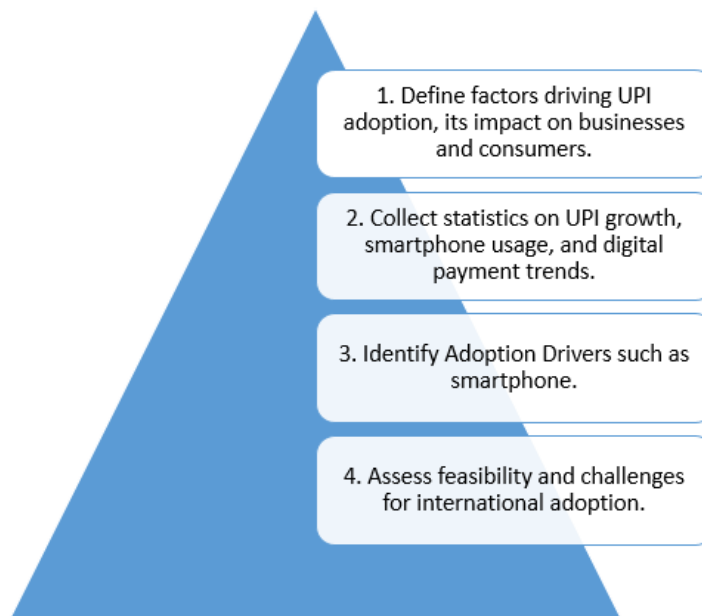 1. Define factors driving UPI
adoption, its impact on businesses
and consumers.
2. Collect statistics on UPI growth,
smartphone usage, and digital
payment trends.
3. Identify Adoption Drivers such as
smartphone.
4. Assess feasibility and challenges
for international adoption.